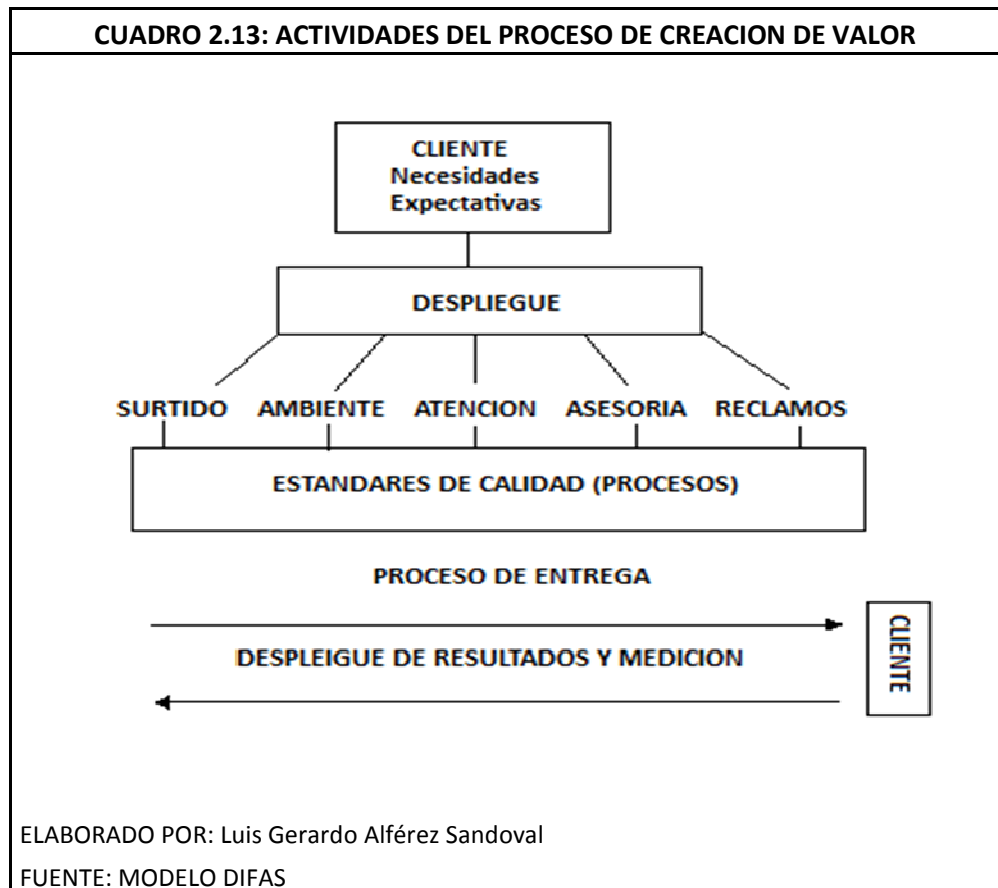 CUADRO 2.13: ACTIVIDADES DEL PROCESO DE CREACION DE VALOR
CLIENTE
Necesidades
Expectativas
DESPLIEGUE
SURTIDO AMBIENTE ATENCION ASESORIA RECLAMOS
ESTANDARES DE CALIDAD (PROCESOS)
PROCESO DE ENTREGA
CLIENTE
DESPLEIGUE DE RESULTADOS Y MEDICION
ELABORADO POR: Luis Gerardo Alférez Sandoval
FUENTE: MODELO DIFAS